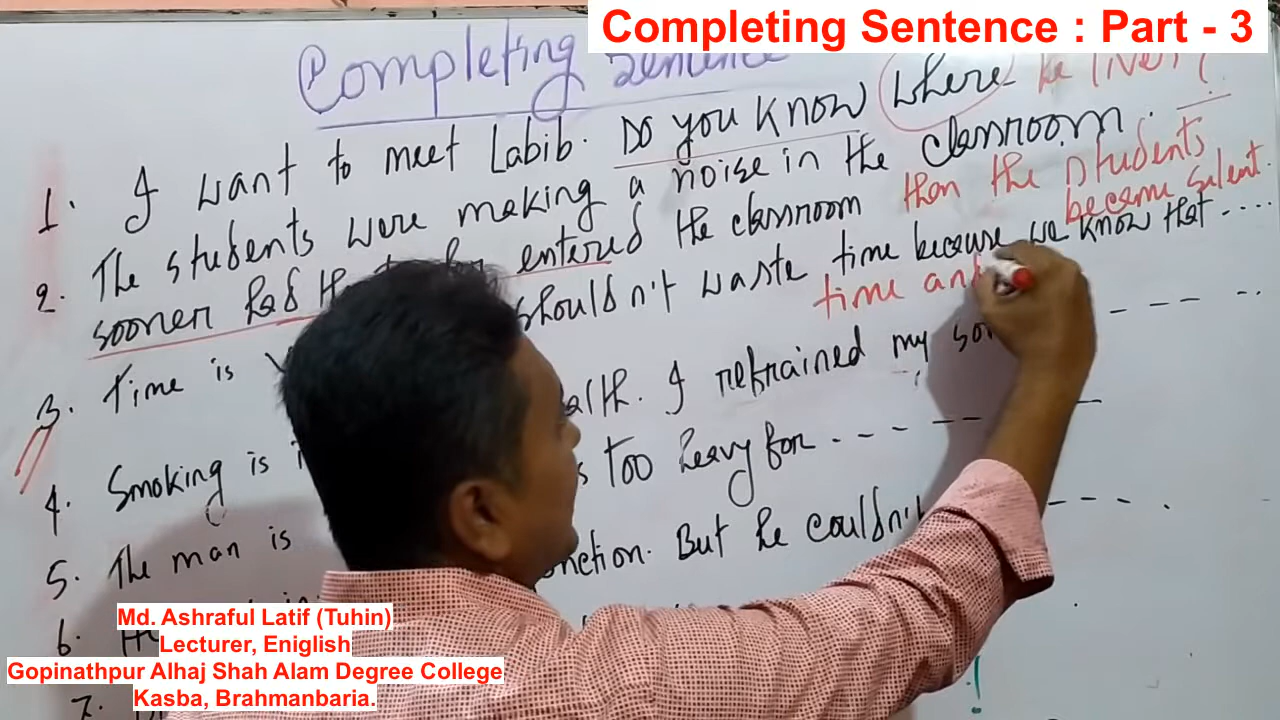 Completing Sentence : Part - 3
Completing Sentence
1. I want to meet Labib. Do you know where he lives?
2. The students were making a noise in the classroom.
sooner had the entered the classroom than the students
became silent.
3. Time is shouldn't waste time because we know that ....
time and
4. Smoking is I refrained my son - - - - -
5. The man is too heavy for - - - - - - -
6. But he couldn't - - - - .
7.
Md. Ashraful Latif (Tuhin)
Lecturer, Eniglish
Gopinathpur Alhaj Shah Alam Degree College
Kasba, Brahmanbaria.